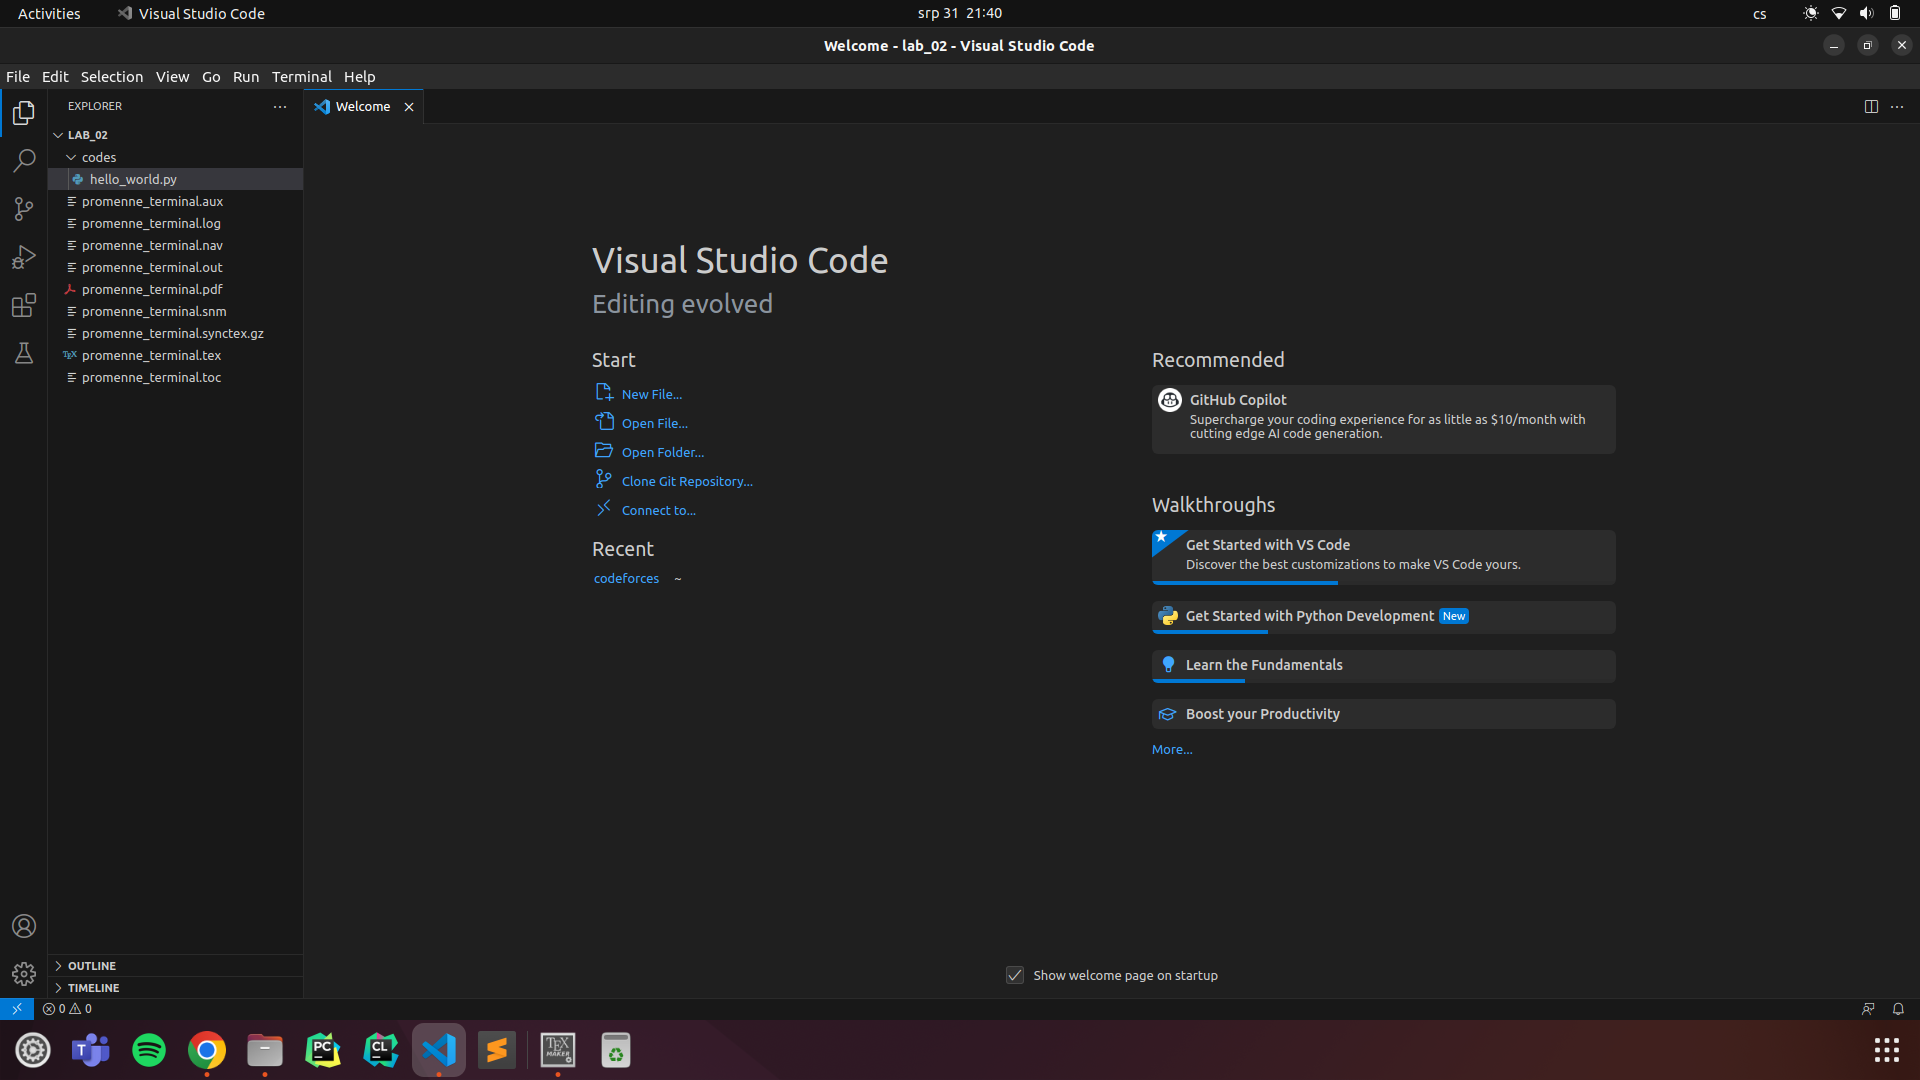 Activities
Visual Studio Code
srp 31 21:40
cs
Welcome - lab_02 - Visual Studio Code
File Edit Selection View Go Run Terminal Help
EXPLORER
Welcome
LAB_02
codes
hello_world.py
promenne_terminal.aux
promenne_terminal.log
promenne_terminal.nav
promenne_terminal.out
promenne_terminal.pdf
promenne_terminal.snm
promenne_terminal.synctex.gz
TEX promenne_terminal.tex
promenne_terminal.toc
Visual Studio Code
Editing evolved
Start
New File...
Open File...
Open Folder...
Clone Git Repository...
Connect to...
Recent
codeforces ~
Recommended
GitHub Copilot
Supercharge your coding experience for as little as $10/month with
cutting edge AI code generation.
Walkthroughs
Get Started with VS Code
Discover the best customizations to make VS Code yours.
Get Started with Python Development New
Learn the Fundamentals
Boost your Productivity
More...
Show welcome page on startup
OUTLINE
TIMELINE
0 0
T
PC
CL
TEX
MAKER